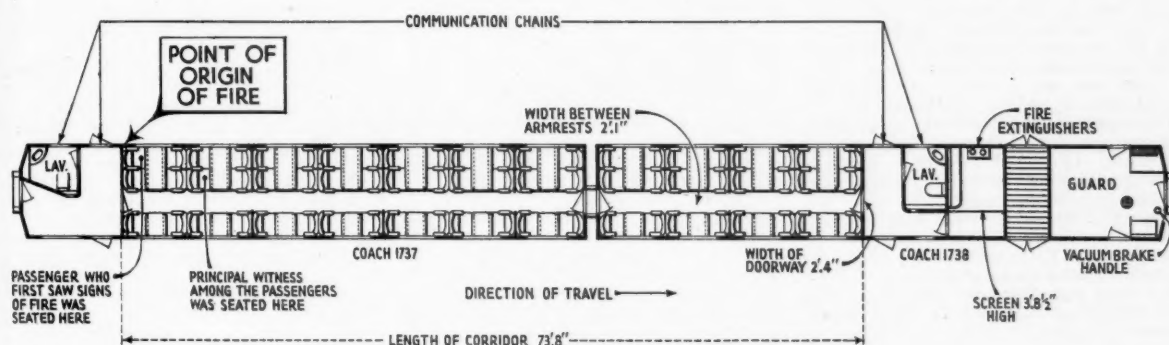 COMMUNICATION CHAINS
POINT OF
ORIGIN
OF FIRE
WIDTH BETWEEN
ARMRESTS 2'.1"
FIRE
EXTINGUISHERS
LAV.
LAV.
GUARD
COACH 1737
WIDTH OF
DOORWAY 2'.4"
COACH 1738
VACUUM BRAKE
HANDLE
PASSENGER WHO
FIRST SAW SIGNS
OF FIRE WAS
SEATED HERE
PRINCIPAL WITNESS
AMONG THE PASSENGERS
WAS SEATED HERE
DIRECTION OF TRAVEL
SCREEN 3'.8½"
HIGH
LENGTH OF CORRIDOR 73'.8"